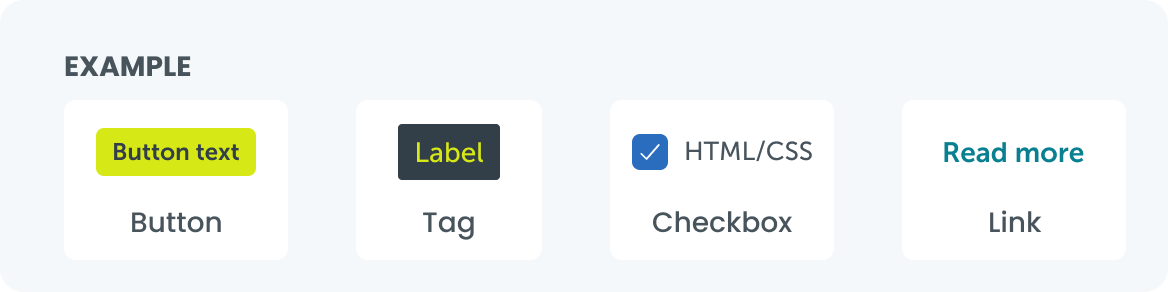 EXAMPLE
Button text
Button
Label
Tag
HTML/CSS
Checkbox
Read more
Link